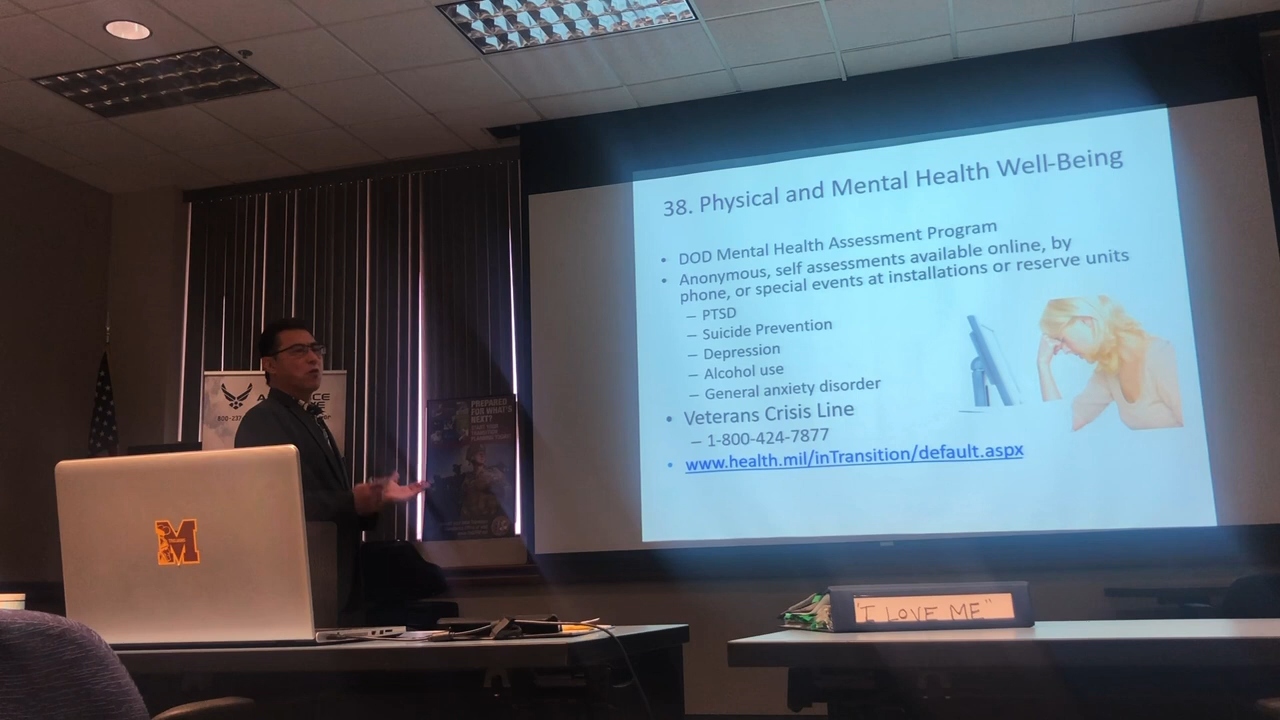 38. Physical and Mental Health Well-Being
• DOD Mental Health Assessment Program
• Anonymous, self assessments available online, by
phone, or special events at installations or reserve units
– PTSD
– Suicide Prevention
– Depression
– Alcohol use
– General anxiety disorder
• Veterans Crisis Line
– 1-800-424-7877
• www.health.mil/inTransition/default.aspx
800-237
PREPARED
FOR WHAT'S
NEXT?
M
"I LOVE ME"